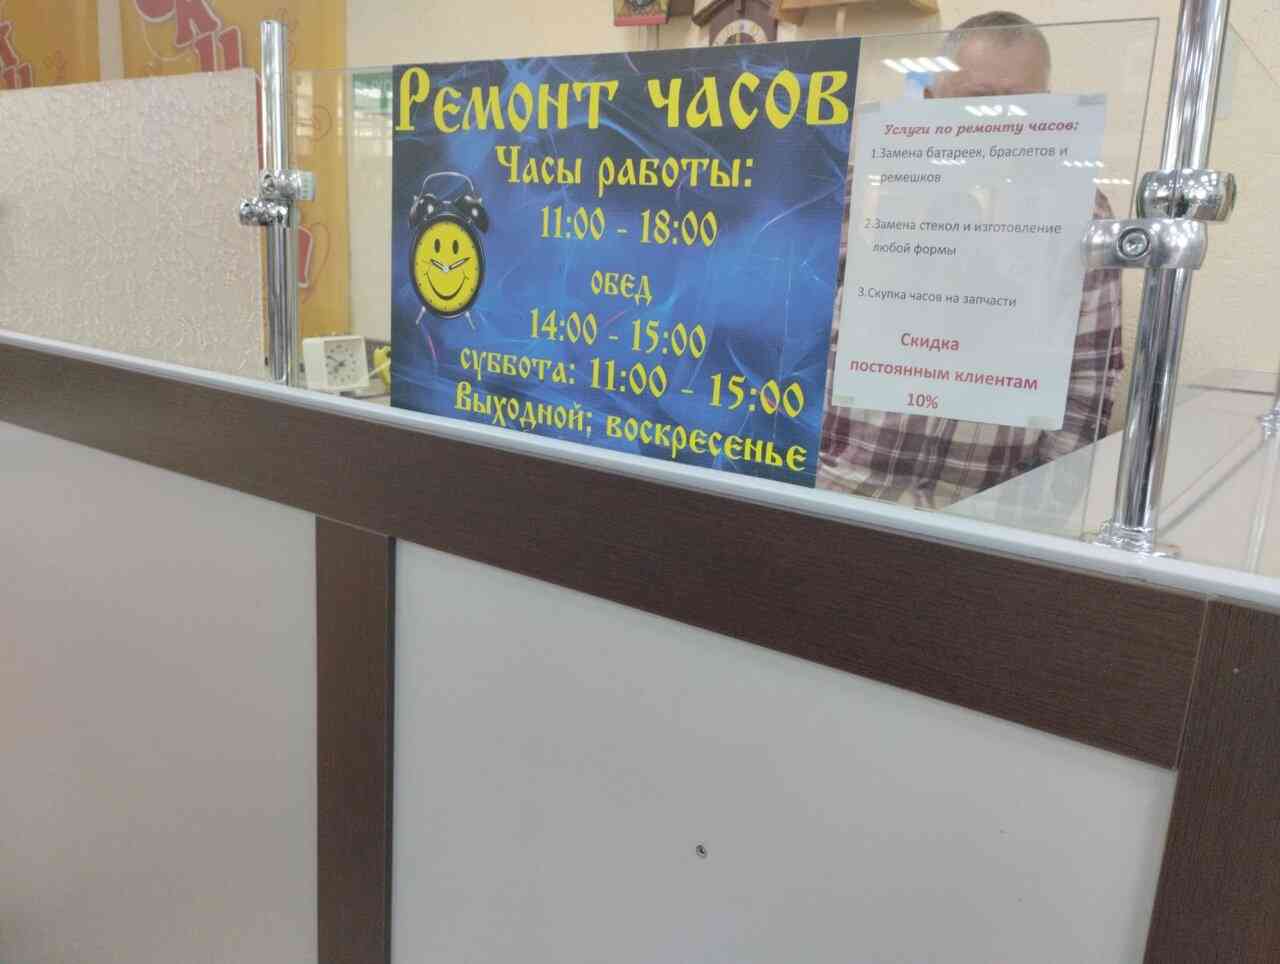 Ремонт часов
Часы работы:
11:00 - 18:00
обед
14:00 - 15:00
суббота: 11:00 - 15:00
Выходной; воскресенье
Услуги по ремонту часов:
1.Замена батареек, браслетов и
ремешков
2.Замена стекол и изготовление
любой формы
3.Скупка часов на запчасти
Скидка
постоянным клиентам
10%